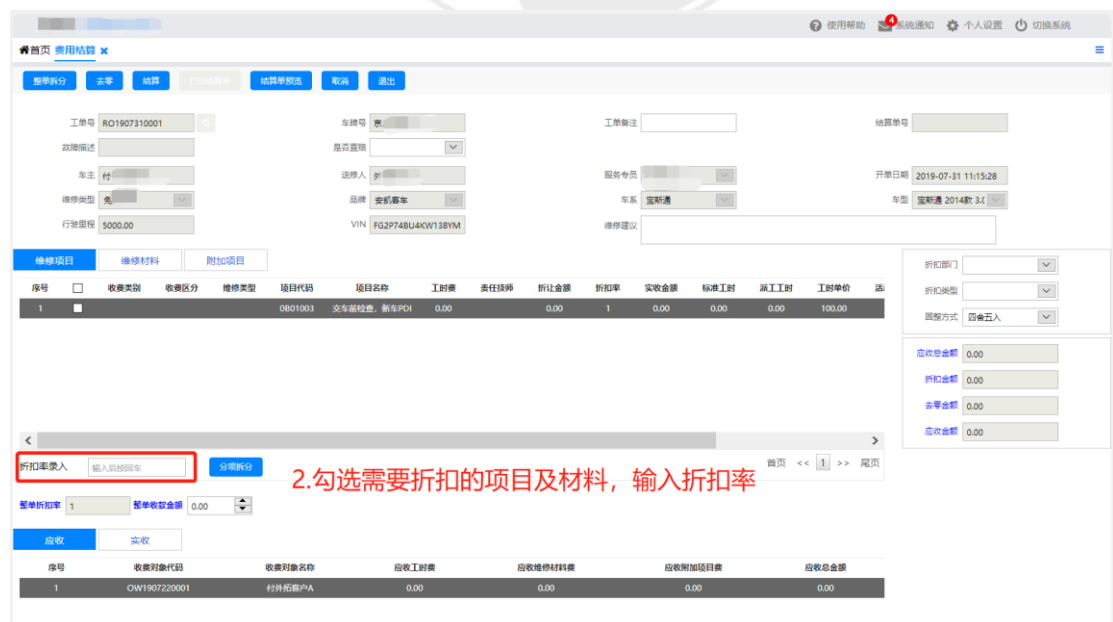 使用帮助 4 系统通知 个人设置 切换系统
首页 费用结算
整单拆分 去零 结算 结算单预览 取消 退出
工单号 RO1907310001 车牌号 京 工单备注 结算单号
故障描述 是否直赔
车主 付 送修人 服务专员 开单日期 2019-07-31 11:15:28
维修类型 免 品牌 安凯客车 车系 宝斯通 车型 宝斯通 2014款 3.(
行驶里程 5000.00 VIN FG2P74BU4KW138YM 维修建议
维修项目 维修材料 附加项目
折扣部门
序号 收费类别 收费区分 维修类型 项目代码 项目名称 工时费 责任技师 折让金额 折扣率 实收金额 标准工时 派工工时 工时单价
折扣类型
1 0B01003 交车前检查，新车PDI 0.00 0.00 1 0.00 0.00 0.00 100.00
圆整方式 四舍五入
应收总金额 0.00
折扣金额 0.00
去零金额 0.00
应收金额 0.00
折扣率录入 输入后按回车 分项拆分
首页 << 1 >> 尾页
2.勾选需要折扣的项目及材料，输入折扣率
整单折扣率 1 整单收款金额 0.00
应收 实收
序号 收费对象代码 收费对象名称 应收工时费 应收维修材料费 应收附加项目费 应收总金额
1 OW1907220001 付外拓客户A 0.00 0.00 0.00 0.00